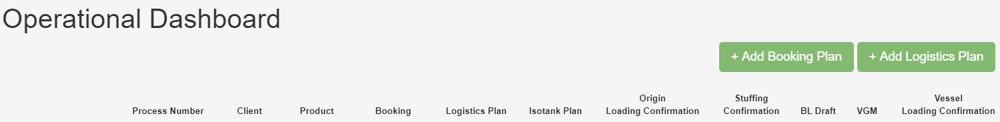 Operational Dashboard
+ Add Booking Plan + Add Logistics Plan
Origin Stuffing Vessel
Process Number Client Product Booking Logistics Plan Isotank Plan Loading Confirmation Confirmation BL Draft VGM Loading Confirmation